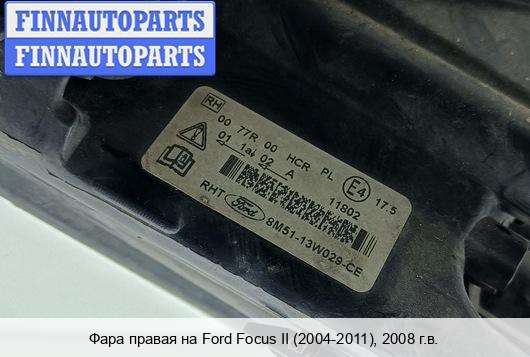 FINNAUTOPARTS
FINNAUTOPARTS
RH
00 77R 00 HCR PL E4 17.5
01 1ai 02 A 11802
RHT Ford 8M51-13W029-CE
Фара правая на Ford Focus II (2004-2011), 2008 г.в.